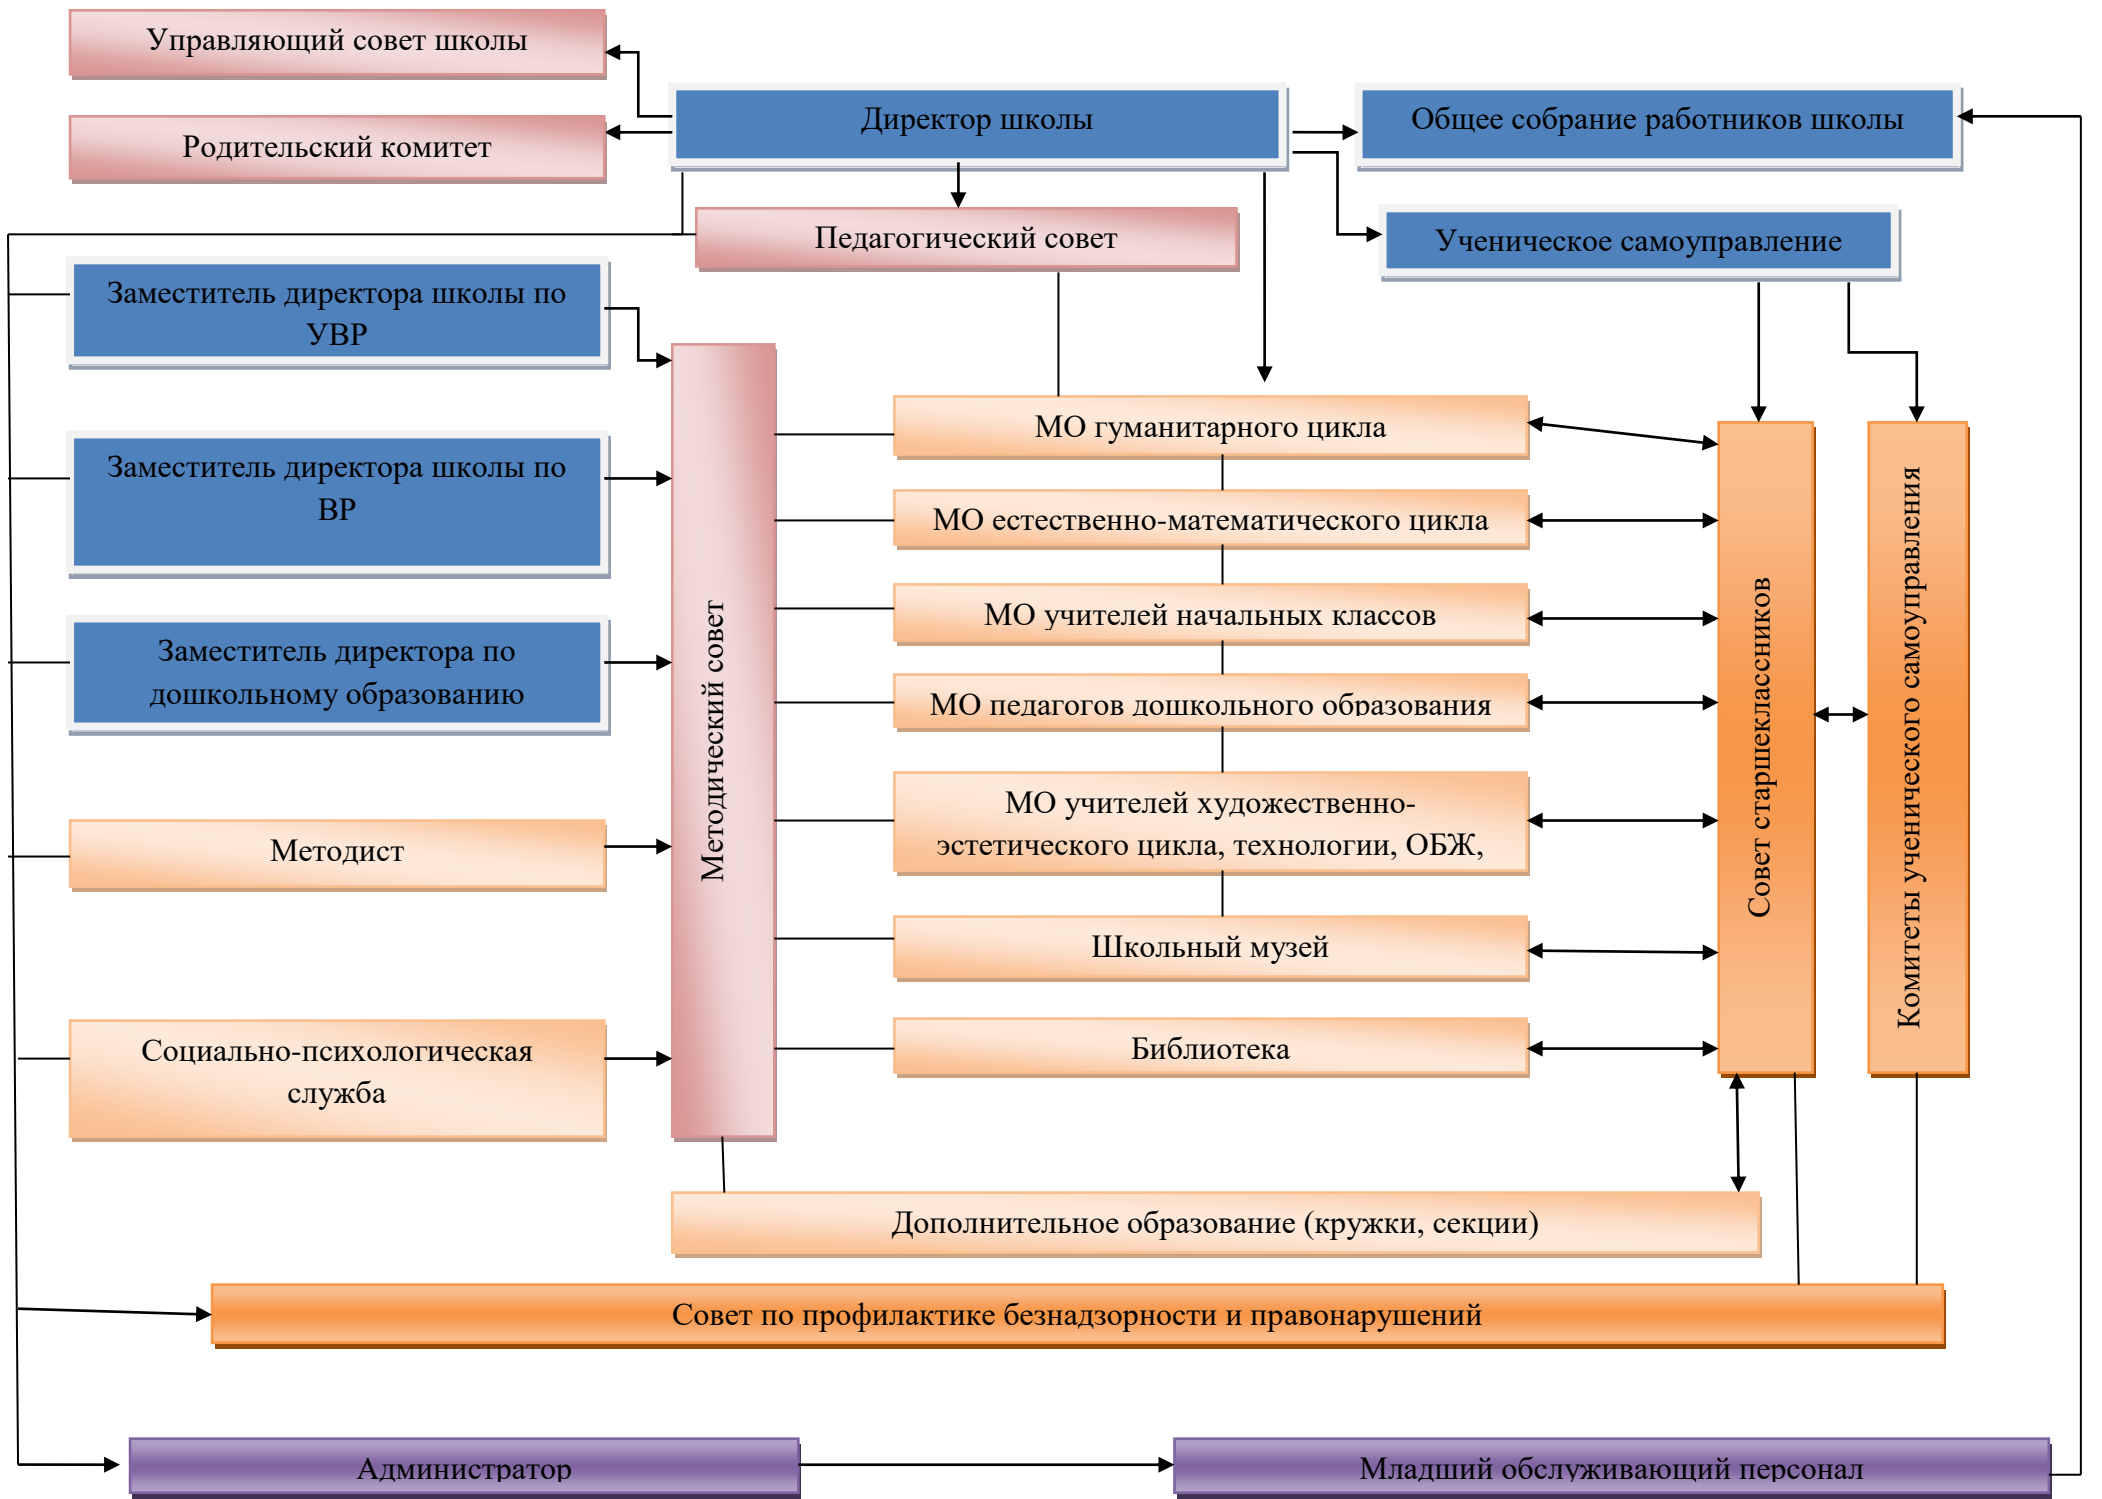 Управляющий совет школы
Директор школы
Общее собрание работников школы
Родительский комитет
Педагогический совет
Ученическое самоуправление
Заместитель директора школы по
УВР
Заместитель директора школы по
ВР
Заместитель директора по
дошкольному образованию
Методист
Социально-психологическая
служба
Методический совет
МО гуманитарного цикла
МО естественно-математического цикла
МО учителей начальных классов
МО педагогов дошкольного образования
МО учителей художественно-
эстетического цикла, технологии, ОБЖ,
Школьный музей
Библиотека
Совет старшеклассников
Комитеты ученического самоуправления
Дополнительное образование (кружки, секции)
Совет по профилактике безнадзорности и правонарушений
Администратор
Младший обслуживающий персонал